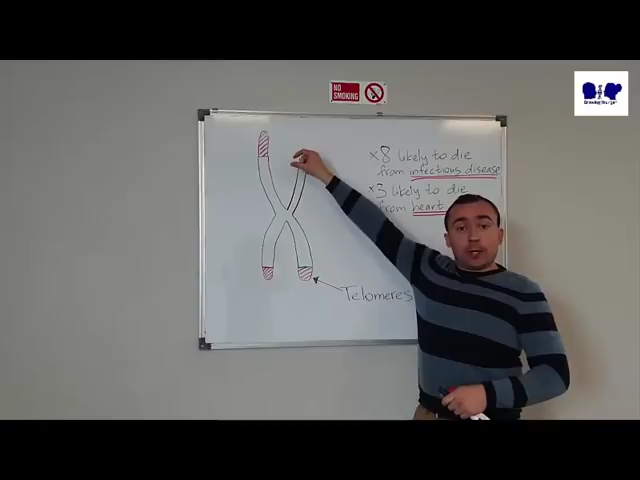 NO
SMOKING
x8 likely to die
from infectious disease
x3 likely to die
from heart
Telomeres